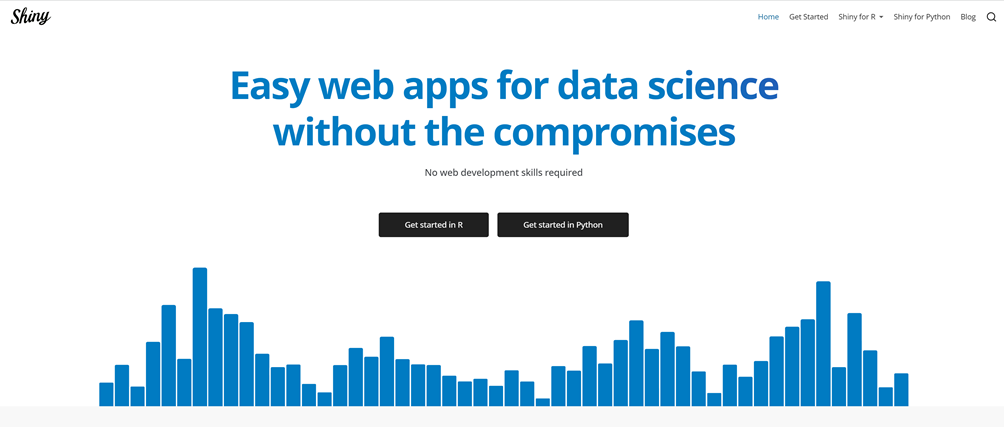 Shiny
Home Get Started Shiny for R Shiny for Python Blog
Easy web apps for data science
without the compromises
No web development skills required
Get started in R Get started in Python